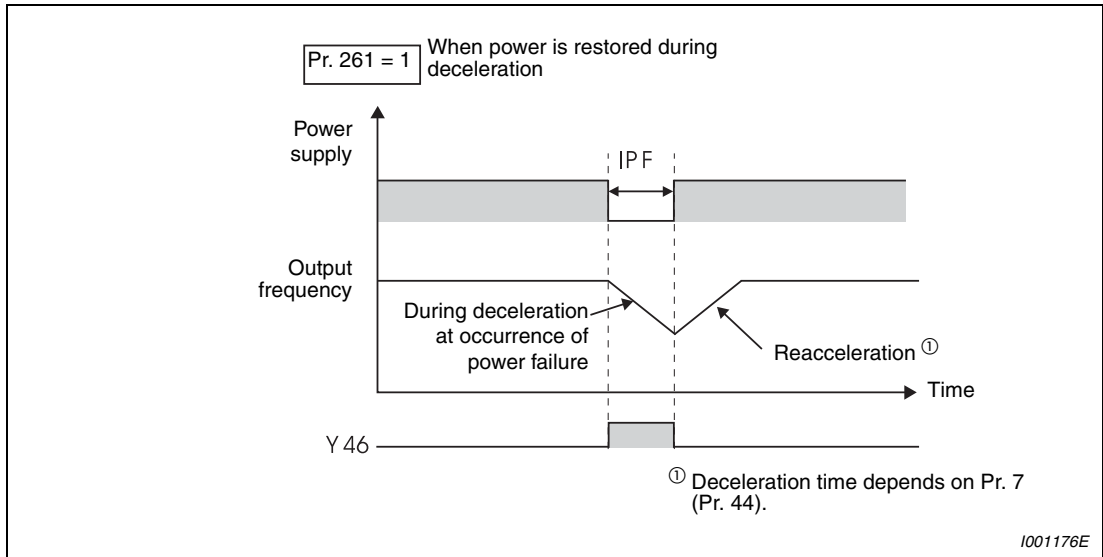 Pr. 261 = 1
When power is restored during
deceleration
Power
supply
IPF
Output
frequency
During deceleration
at occurrence of
power failure
Reacceleration ①
Time
Y46
① Deceleration time depends on Pr. 7
(Pr. 44).
I001176E